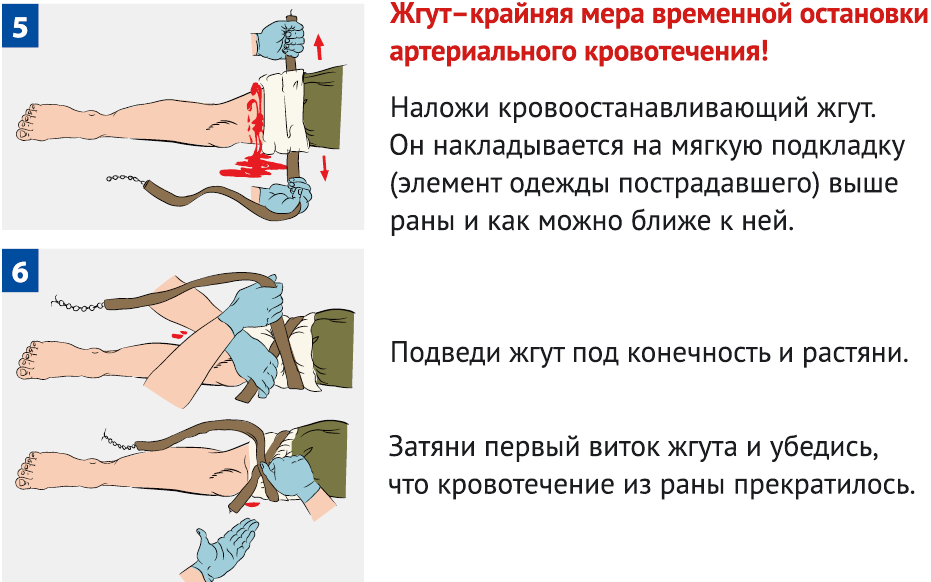 5
Жгут–крайняя мера временной остановки
артериального кровотечения!
Наложи кровоостанавливающий жгут.
Он накладывается на мягкую подкладку
(элемент одежды пострадавшего) выше
раны и как можно ближе к ней.
6
Подведи жгут под конечность и растяни.
Затяни первый виток жгута и убедись,
что кровотечение из раны прекратилось.